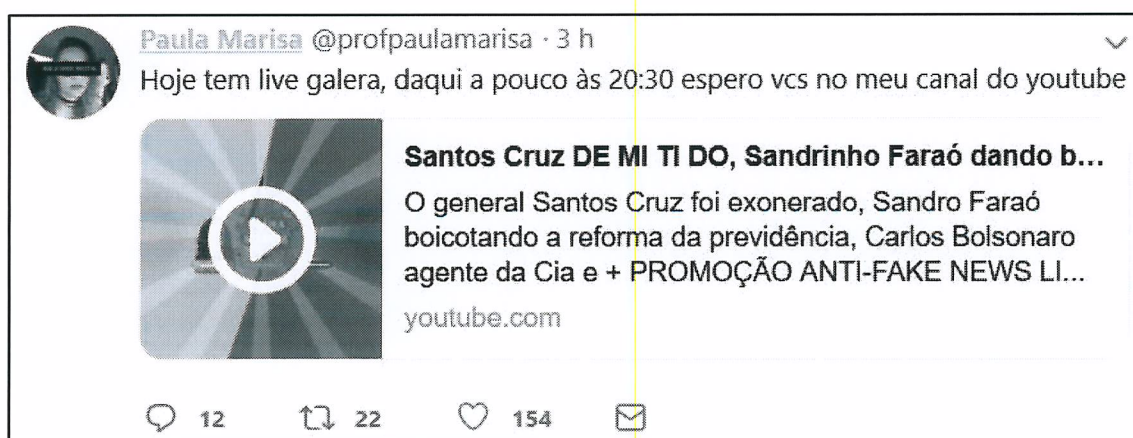 Paula Marisa @profpaulamarisa · 3 h
Hoje tem live galera, daqui a pouco às 20:30 espero vcs no meu canal do youtube
Santos Cruz DE MI TI DO, Sandrinho Faraó dando b...
O general Santos Cruz foi exonerado, Sandro Faraó
boicotando a reforma da previdência, Carlos Bolsonaro
agente da Cia e + PROMOÇÃO ANTI-FAKE NEWS LI...
youtube.com
12 22 154